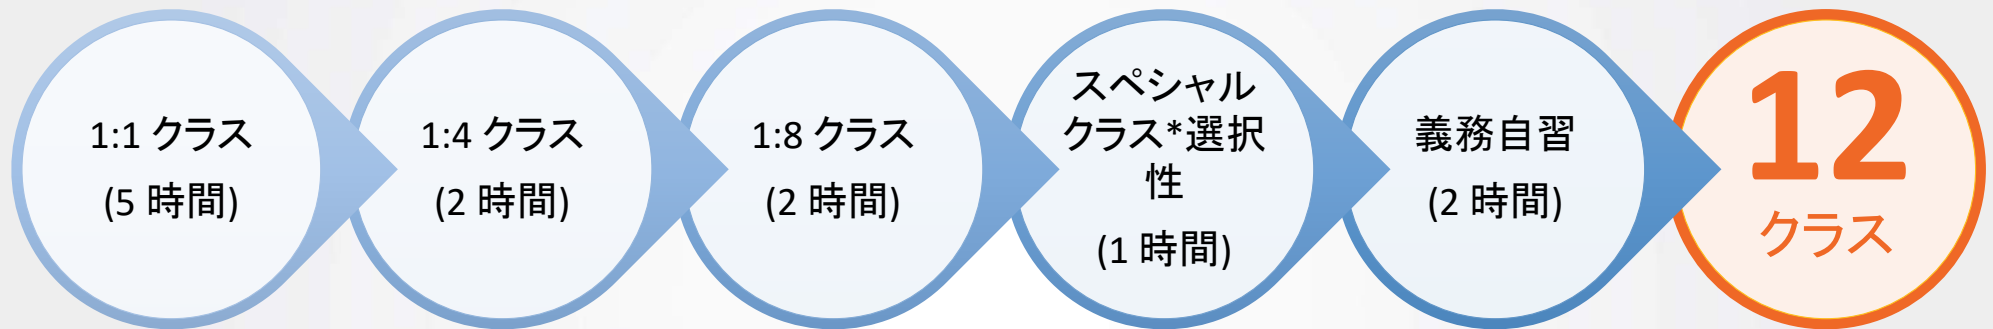 1:1 クラス
(5 時間)
1:4 クラス
(2 時間)
1:8 クラス
(2 時間)
スペシャル
クラス*選択
性
(1 時間)
義務自習
(2 時間)
12
クラス